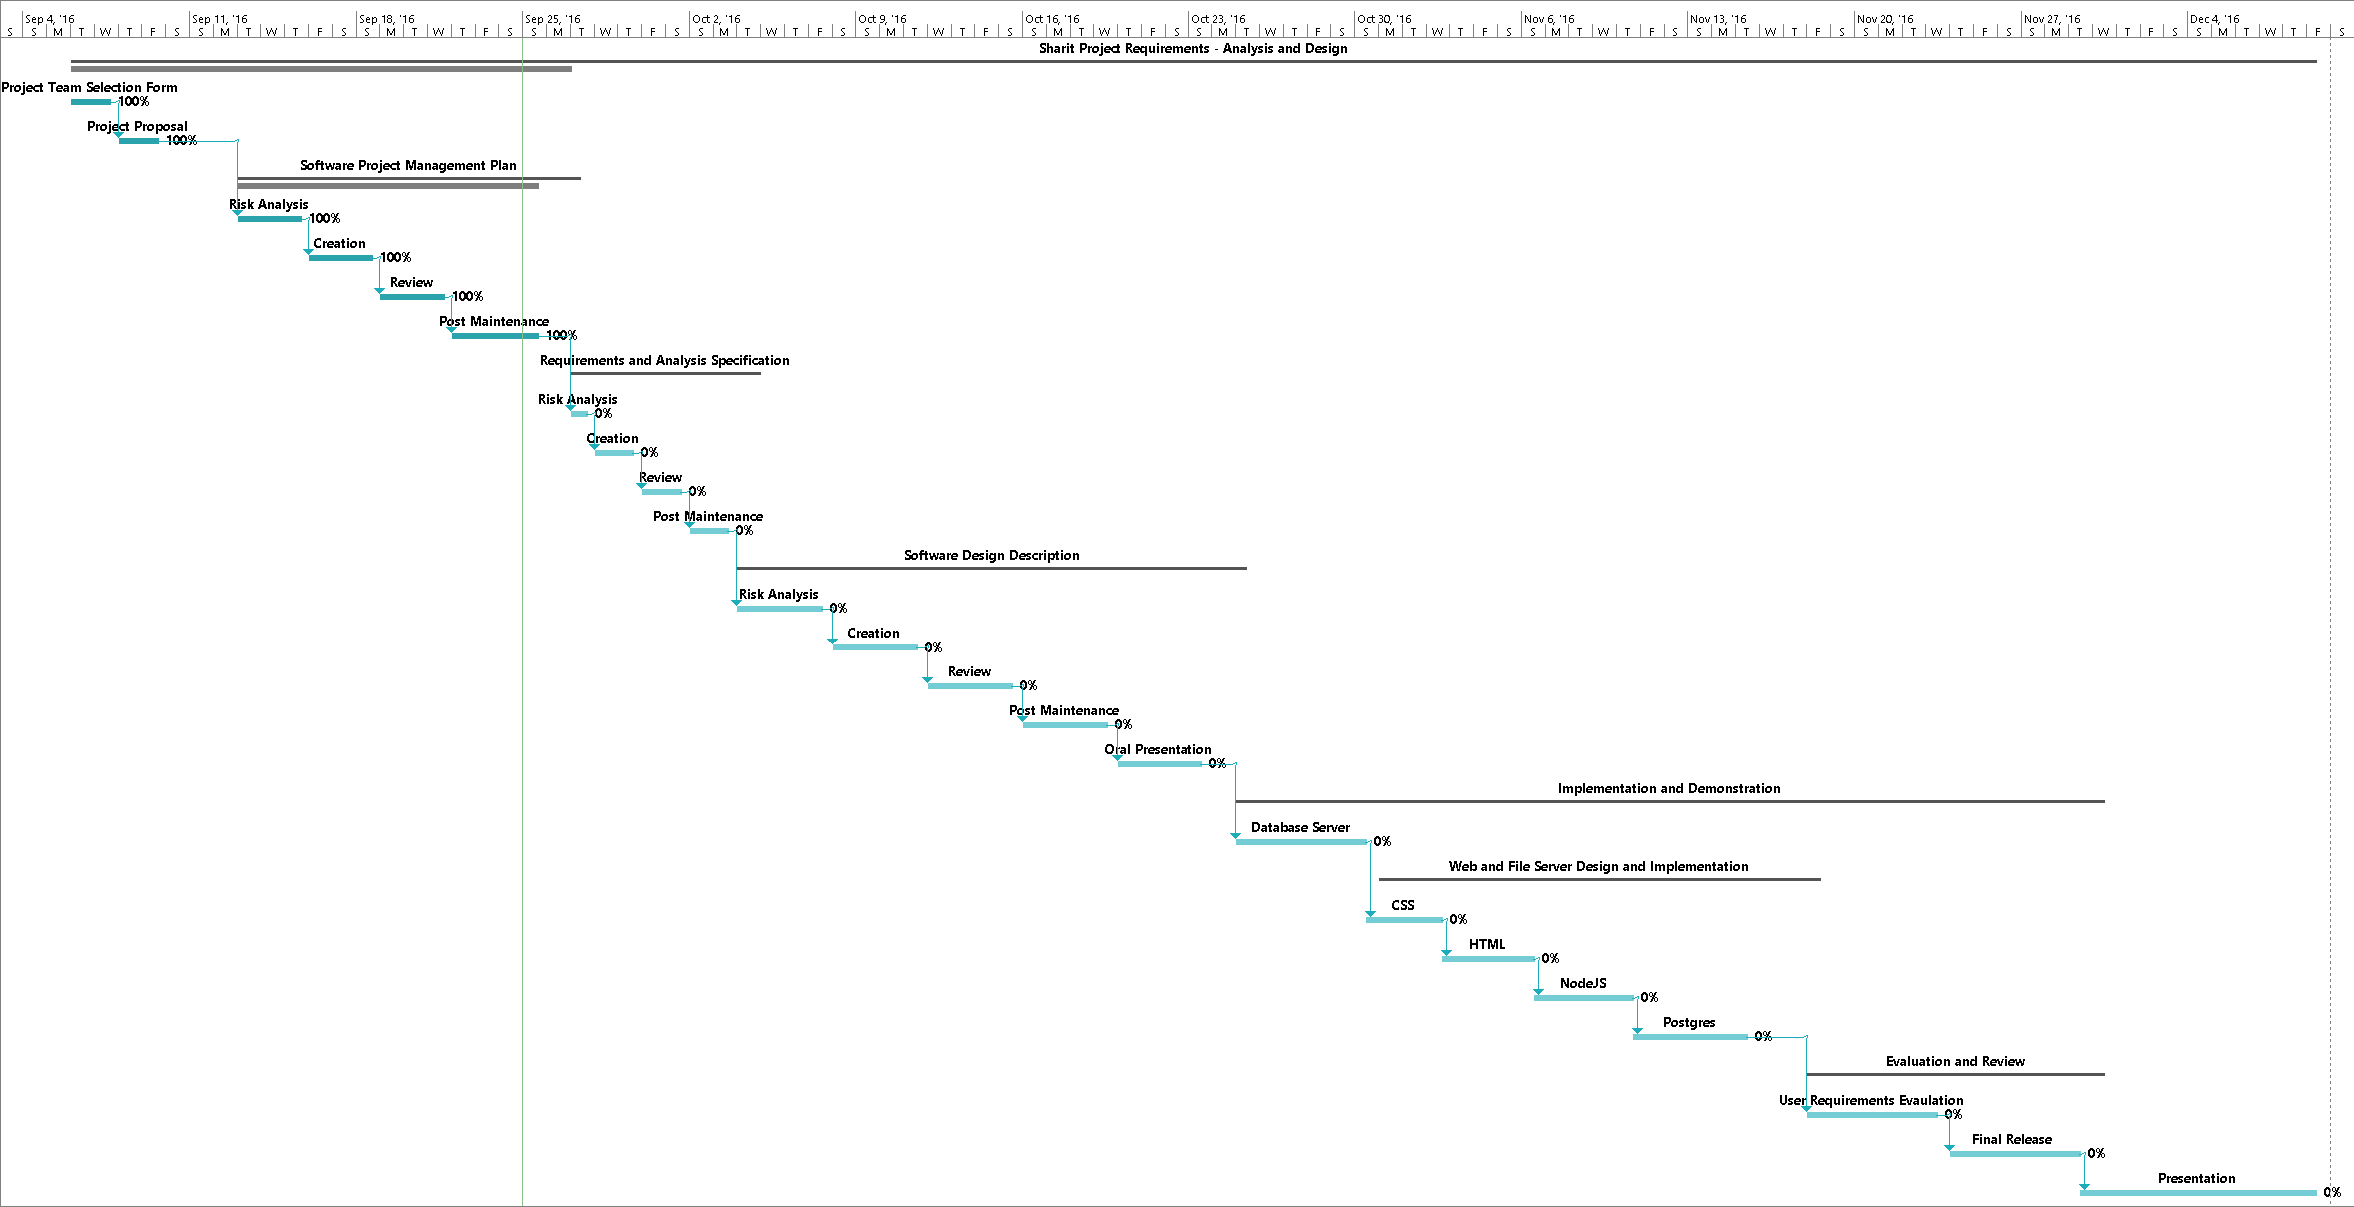 Sep 4, '16 Sep 11, '16 Sep 18, '16 Sep 25, '16 Oct 2, '16 Oct 9, '16 Oct 16, '16 Oct 23, '16 Oct 30, '16 Nov 6, '16 Nov 13, '16 Nov 20, '16 Nov 27, '16 Dec 4, '16
S S M T W T F S S M T W T F S S M T W T F S S M T W T F S S M T W T F S S M T W T F S S M T W T F S S M T W T F S S M T W T F S S M T W T F S S M T W T F S S M T W T F S S M T W T F S S M T W T F S
Sharit Project Requirements - Analysis and Design
Project Team Selection Form
100%
Project Proposal
100%
Software Project Management Plan
Risk Analysis
100%
Creation
100%
Review
100%
Post Maintenance
100%
Requirements and Analysis Specification
Risk Analysis
0%
Creation
0%
Review
0%
Post Maintenance
0%
Software Design Description
Risk Analysis
0%
Creation
0%
Review
0%
Post Maintenance
0%
Oral Presentation
0%
Implementation and Demonstration
Database Server
0%
Web and File Server Design and Implementation
CSS
0%
HTML
0%
NodeJS
0%
Postgres
0%
Evaluation and Review
User Requirements Evaulation
0%
Final Release
0%
Presentation
0%